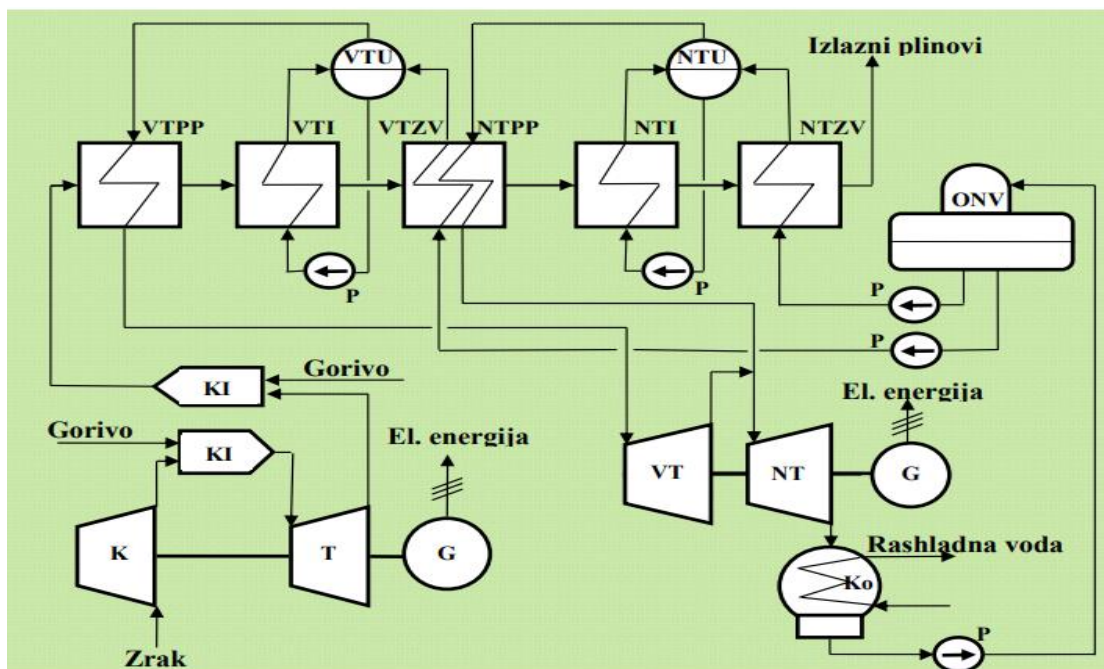 VTU
NTU
Izlazni plinovi
VTPP
VTI
VTZV
NTPP
NTI
NTZV
ONV
P
P
P
P
KI
Gorivo
El. energija
Gorivo
KI
El. energija
VT
NT
G
K
T
G
Rashladna voda
Ko
P
Zrak